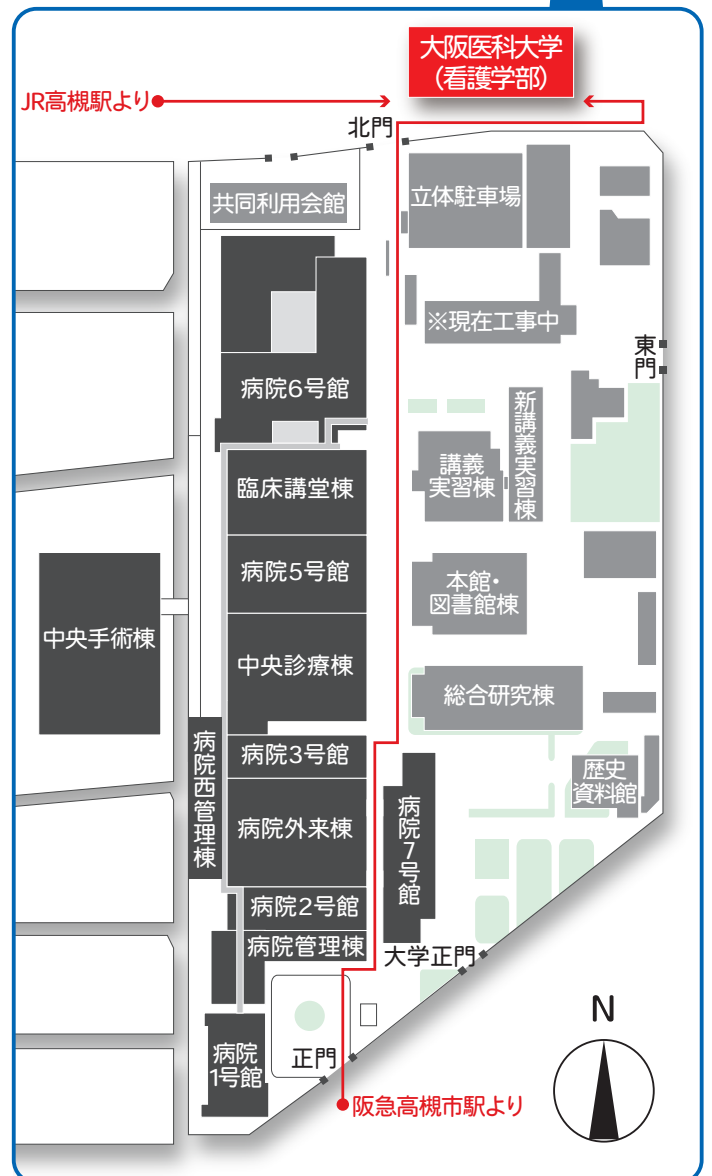 大阪医科大学
(看護学部)
JR高槻駅より
北門
共同利用会館
立体駐車場
※現在工事中
東門
病院6号館
新講義実習棟
講義
実習棟
臨床講堂棟
病院5号館
本館・
図書館棟
中央手術棟
中央診療棟
総合研究棟
病院西管理棟
病院3号館
歴史
資料館
病院外来棟
病院7号館
病院2号館
病院管理棟
大学正門
N
病院
1号館
正門
阪急高槻市駅より